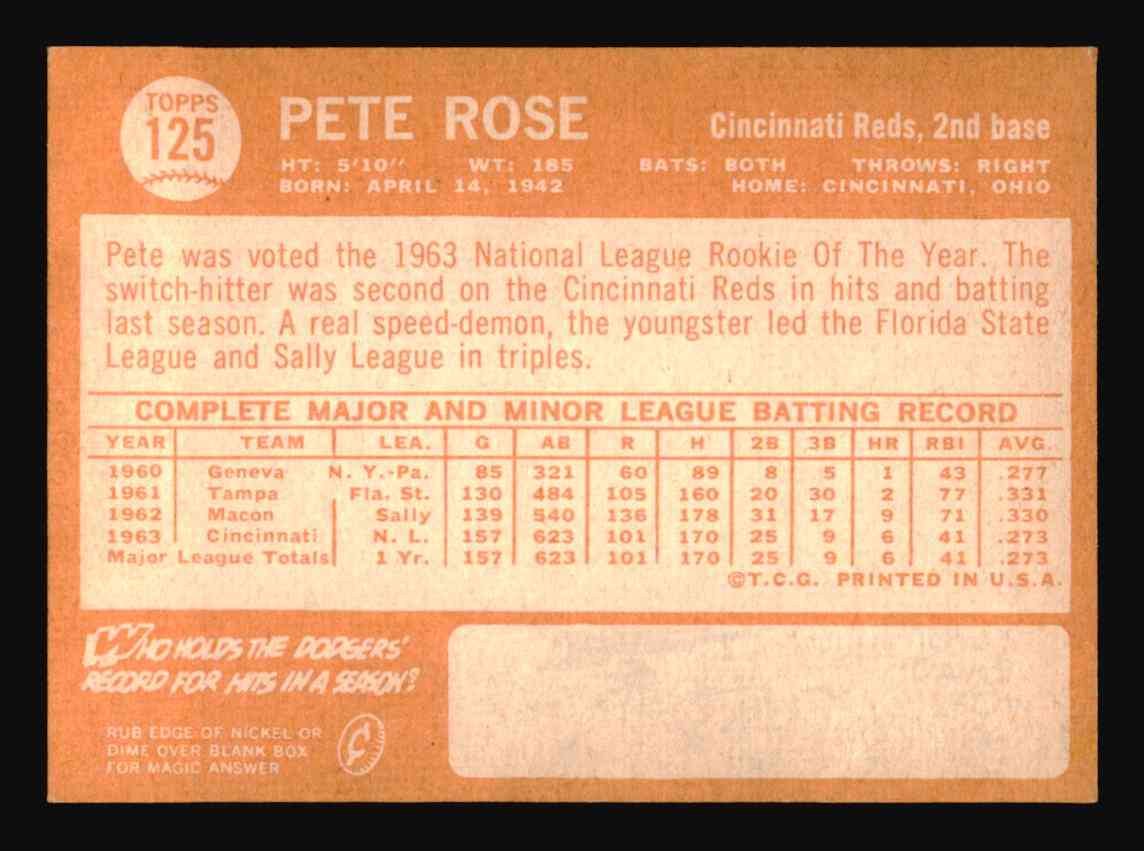 TOPPS
125
PETE ROSE
Cincinnati Reds, 2nd base
HT: 5'10" WT: 185 BATS: BOTH THROWS: RIGHT
BORN: APRIL 14, 1942 HOME: CINCINNATI, OHIO
Pete was voted the 1963 National League Rookie Of The Year. The
switch-hitter was second on the Cincinnati Reds in hits and batting
last season. A real speed-demon, the youngster led the Florida State
League and Sally League in triples.
COMPLETE MAJOR AND MINOR LEAGUE BATTING RECORD
YEAR TEAM LEA. G AB R H 2B 3B HR RBI AVG.
1960 Geneva N. Y.-Pa. 85 321 60 89 8 5 1 43 .277
1961 Tampa Fla. St. 130 484 105 160 20 30 2 77 .331
1962 Macon Sally 139 540 136 178 31 17 9 71 .330
1963 Cincinnati N. L. 157 623 101 170 25 9 6 41 .273
Major League Totals 1 Yr. 157 623 101 170 25 9 6 41 .273
©T.C.G. PRINTED IN U.S.A.
WHO HOLDS THE DODGERS'
RECORD FOR HITS IN A SEASON?
RUB EDGE OF NICKEL OR
DIME OVER BLANK BOX
FOR MAGIC ANSWER
¢